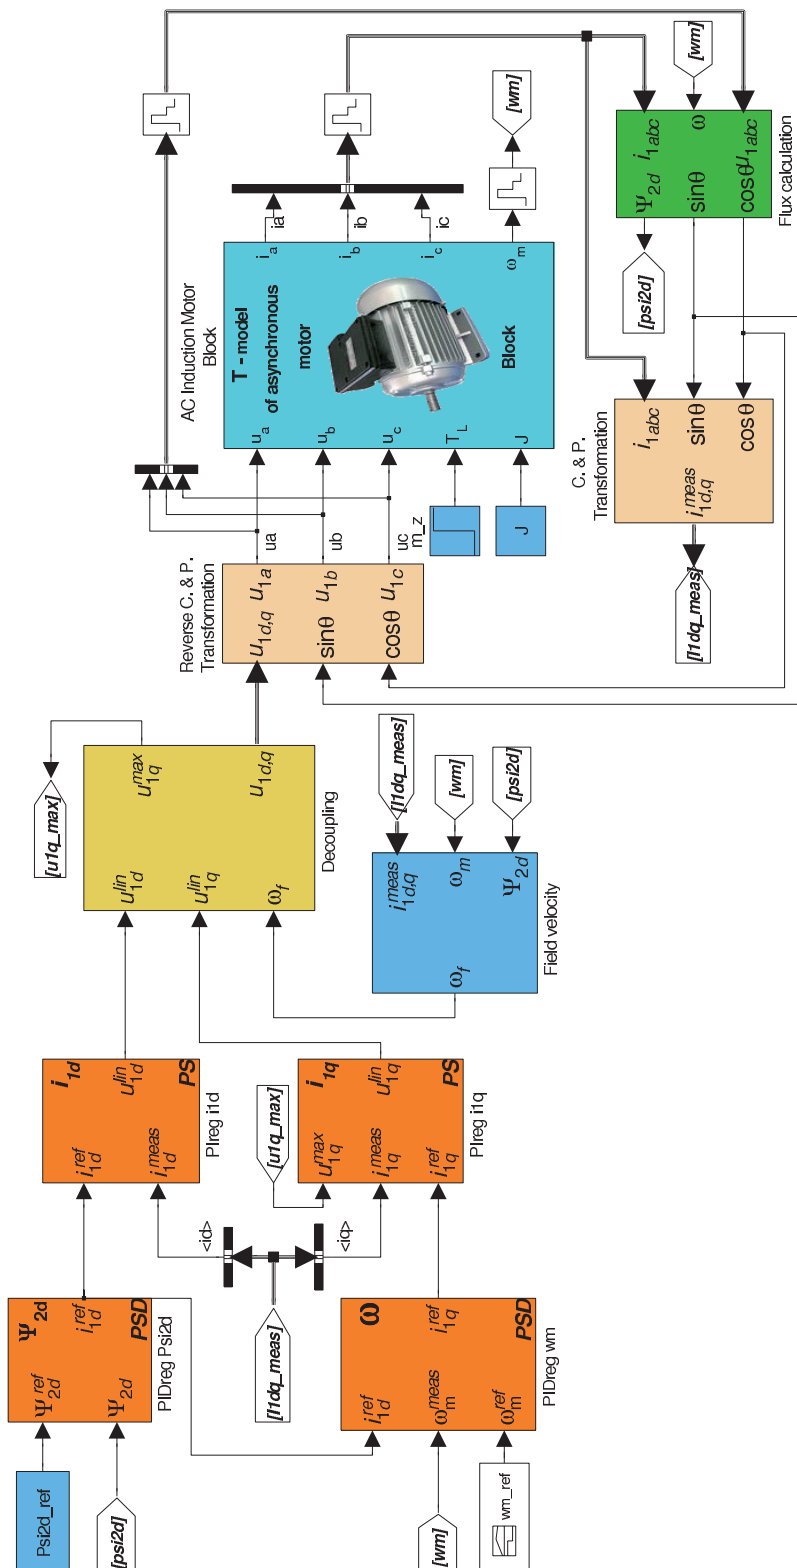 Psi2d_ref
[psi2d]
Ψ2d^ref
Ψ2d
Ψ2d
i1d^ref
PSD
PIDreg Psi2d
[I1dq_meas]
<id>
<iq>
[wm]
wm_ref
i1d^ref
ωm^meas
ωm^ref
ω
i1q^ref
PSD
PIDreg wm
i1d^ref
i1d^meas
i1d
u1d^lin
PS
PIreg i1d
[u1q_max]
u1q^max
i1q^meas
i1q^ref
i1q
u1q^lin
PS
PIreg i1q
u1d^lin
u1q^lin
ωf
u1q^max
u1d,q
Decoupling
[u1q_max]
ωf
i1d,q^meas
ωm
Ψ2d
Field velocity
[I1dq_meas]
[wm]
[psi2d]
Reverse C. & P.
Transformation
u1d,q
sinθ
cosθ
u1a
u1b
u1c
ua
ub
uc
m_z
J
AC Induction Motor
Block
ua
ub
uc
TL
J
T - model
of asynchronous
motor
Block
ia
ib
ic
ωm
ia
ib
ic
[wm]
C. & P.
Transformation
i1d,q^meas
i1abc
sinθ
cosθ
[I1dq_meas]
[psi2d]
Ψ2d
sinθ
cosθ
i1abc
ω
u1abc
Flux calculation
[wm]